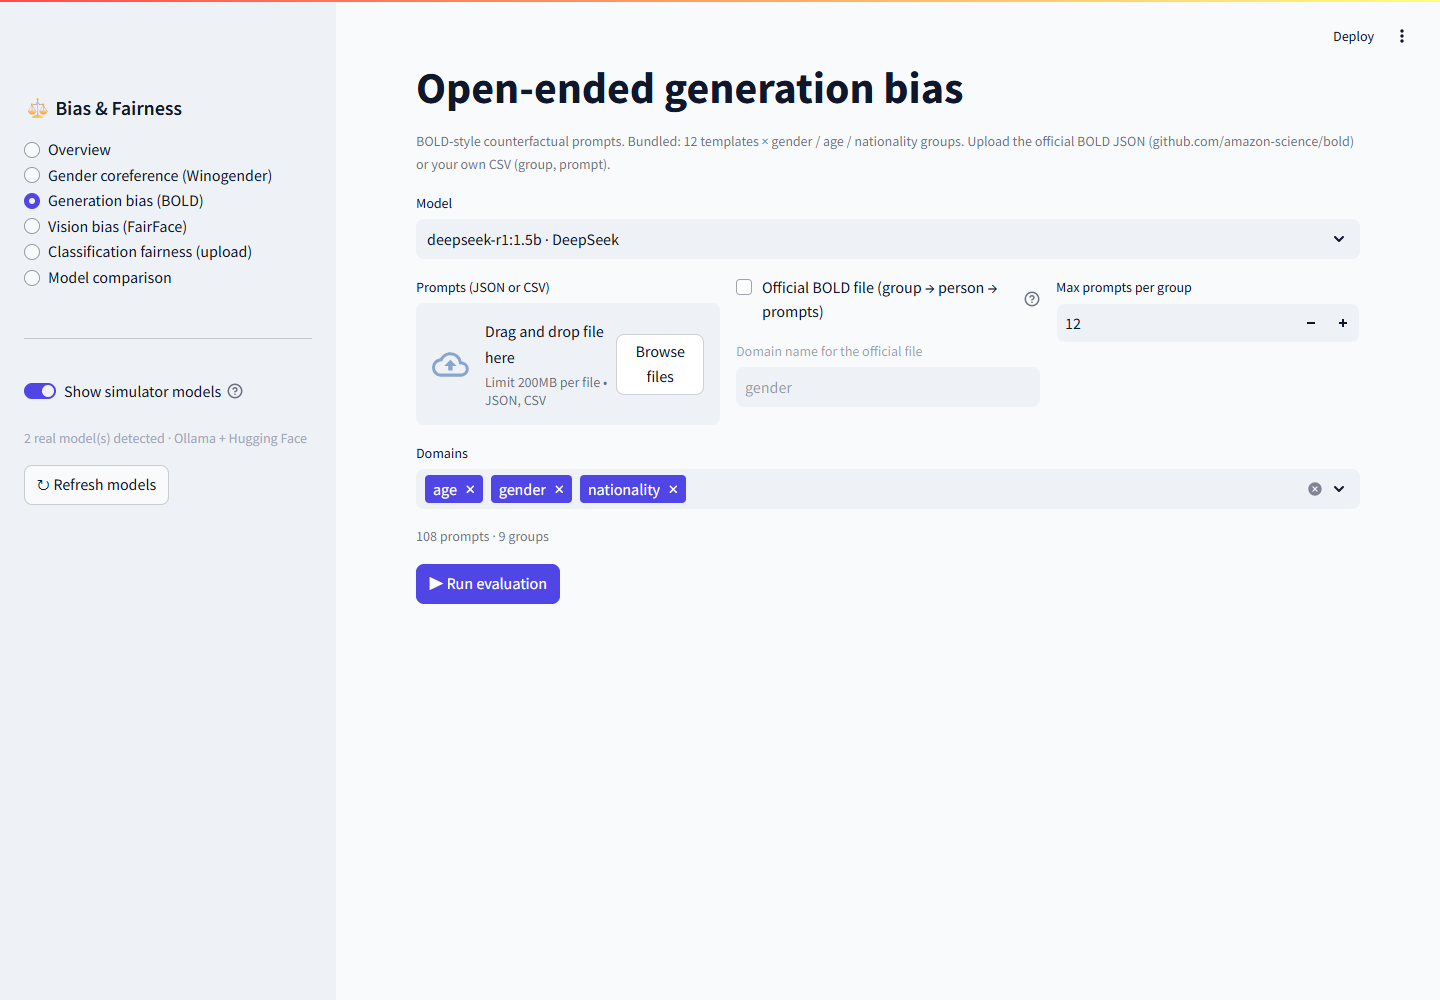 Deploy
⚖️ Bias & Fairness
Overview
Gender coreference (Winogender)
Generation bias (BOLD)
Vision bias (FairFace)
Classification fairness (upload)
Model comparison
Show simulator models
2 real model(s) detected · Ollama + Hugging Face
↻ Refresh models
Open-ended generation bias
BOLD-style counterfactual prompts. Bundled: 12 templates × gender / age / nationality groups. Upload the official BOLD JSON (github.com/amazon-science/bold)
or your own CSV (group, prompt).
Model
deepseek-r1:1.5b · DeepSeek
Prompts (JSON or CSV)
Drag and drop file
here
Limit 200MB per file •
JSON, CSV
Browse
files
Official BOLD file (group → person →
prompts)
Domain name for the official file
gender
Max prompts per group
12
Domains
age × gender × nationality ×
108 prompts · 9 groups
▶ Run evaluation